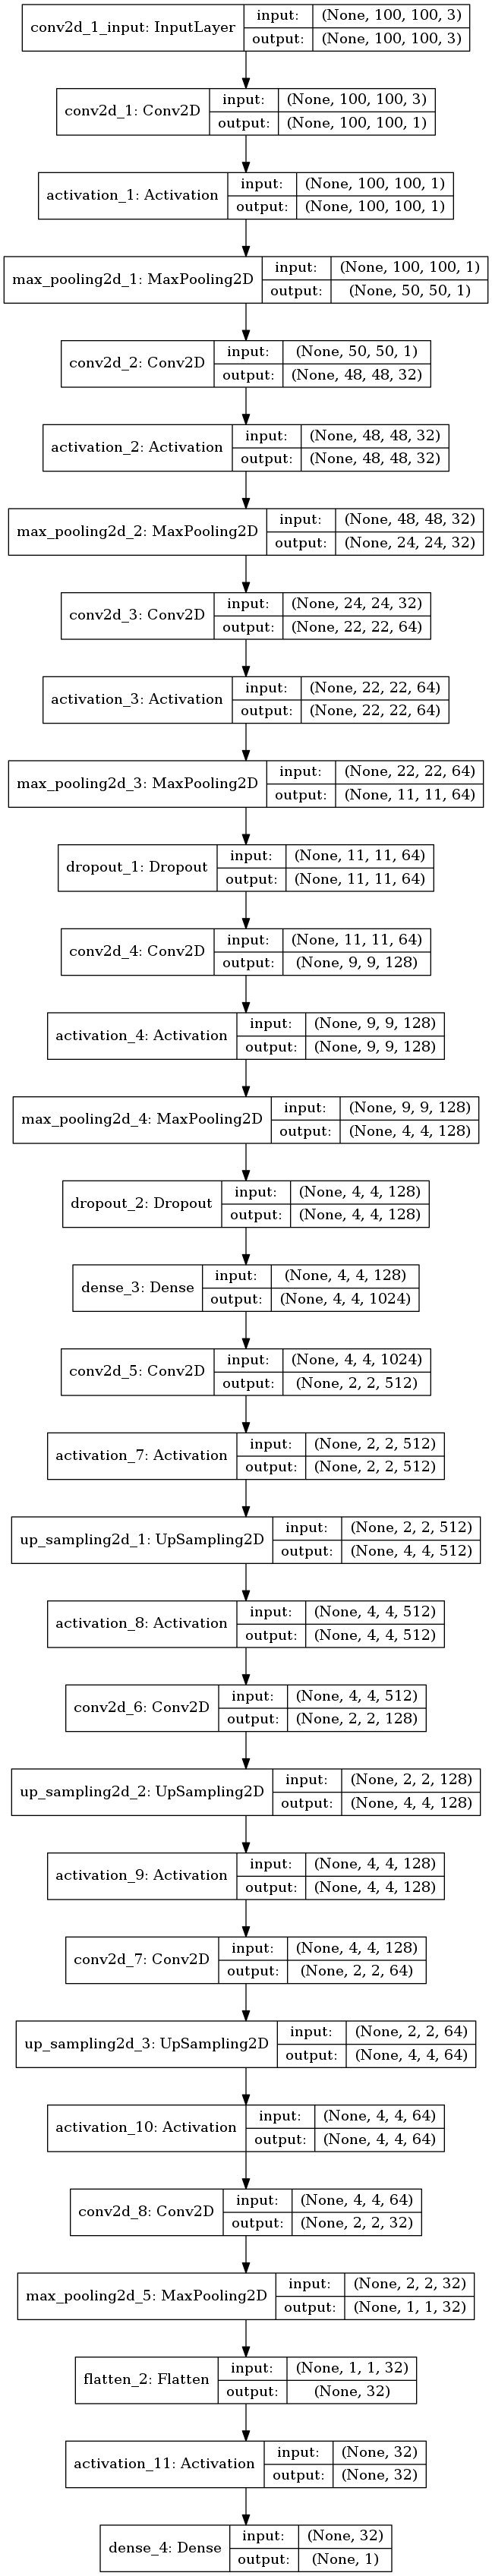 conv2d_1_input: InputLayer input: (None, 100, 100, 3)
output: (None, 100, 100, 3)
conv2d_1: Conv2D input: (None, 100, 100, 3)
output: (None, 100, 100, 1)
activation_1: Activation input: (None, 100, 100, 1)
output: (None, 100, 100, 1)
max_pooling2d_1: MaxPooling2D input: (None, 100, 100, 1)
output: (None, 50, 50, 1)
conv2d_2: Conv2D input: (None, 50, 50, 1)
output: (None, 48, 48, 32)
activation_2: Activation input: (None, 48, 48, 32)
output: (None, 48, 48, 32)
max_pooling2d_2: MaxPooling2D input: (None, 48, 48, 32)
output: (None, 24, 24, 32)
conv2d_3: Conv2D input: (None, 24, 24, 32)
output: (None, 22, 22, 64)
activation_3: Activation input: (None, 22, 22, 64)
output: (None, 22, 22, 64)
max_pooling2d_3: MaxPooling2D input: (None, 22, 22, 64)
output: (None, 11, 11, 64)
dropout_1: Dropout input: (None, 11, 11, 64)
output: (None, 11, 11, 64)
conv2d_4: Conv2D input: (None, 11, 11, 64)
output: (None, 9, 9, 128)
activation_4: Activation input: (None, 9, 9, 128)
output: (None, 9, 9, 128)
max_pooling2d_4: MaxPooling2D input: (None, 9, 9, 128)
output: (None, 4, 4, 128)
dropout_2: Dropout input: (None, 4, 4, 128)
output: (None, 4, 4, 128)
dense_3: Dense input: (None, 4, 4, 128)
output: (None, 4, 4, 1024)
conv2d_5: Conv2D input: (None, 4, 4, 1024)
output: (None, 2, 2, 512)
activation_7: Activation input: (None, 2, 2, 512)
output: (None, 2, 2, 512)
up_sampling2d_1: UpSampling2D input: (None, 2, 2, 512)
output: (None, 4, 4, 512)
activation_8: Activation input: (None, 4, 4, 512)
output: (None, 4, 4, 512)
conv2d_6: Conv2D input: (None, 4, 4, 512)
output: (None, 2, 2, 128)
up_sampling2d_2: UpSampling2D input: (None, 2, 2, 128)
output: (None, 4, 4, 128)
activation_9: Activation input: (None, 4, 4, 128)
output: (None, 4, 4, 128)
conv2d_7: Conv2D input: (None, 4, 4, 128)
output: (None, 2, 2, 64)
up_sampling2d_3: UpSampling2D input: (None, 2, 2, 64)
output: (None, 4, 4, 64)
activation_10: Activation input: (None, 4, 4, 64)
output: (None, 4, 4, 64)
conv2d_8: Conv2D input: (None, 4, 4, 64)
output: (None, 2, 2, 32)
max_pooling2d_5: MaxPooling2D input: (None, 2, 2, 32)
output: (None, 1, 1, 32)
flatten_2: Flatten input: (None, 1, 1, 32)
output: (None, 32)
activation_11: Activation input: (None, 32)
output: (None, 32)
dense_4: Dense input: (None, 32)
output: (None, 1)